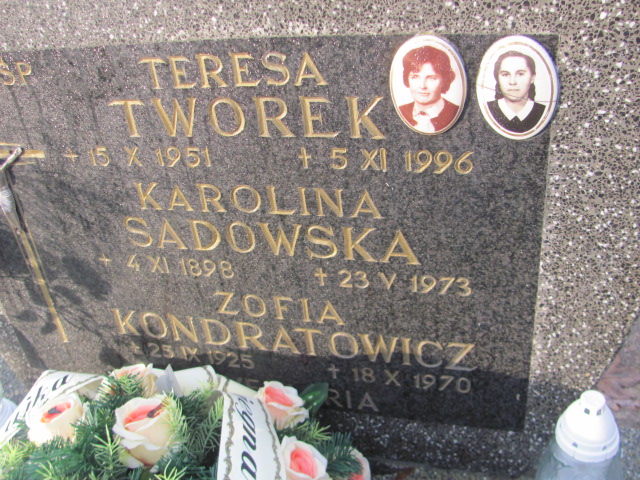 ŚP
TERESA
TWOREK
+ 15 X 1951 + 5 XI 1996
KAROLINA
SADOWSKA
+ 4 XI 1898 + 23 V 1973
ZOFIA
KONDRATOWICZ
+ 25 IX 1925 + 18 X 1970